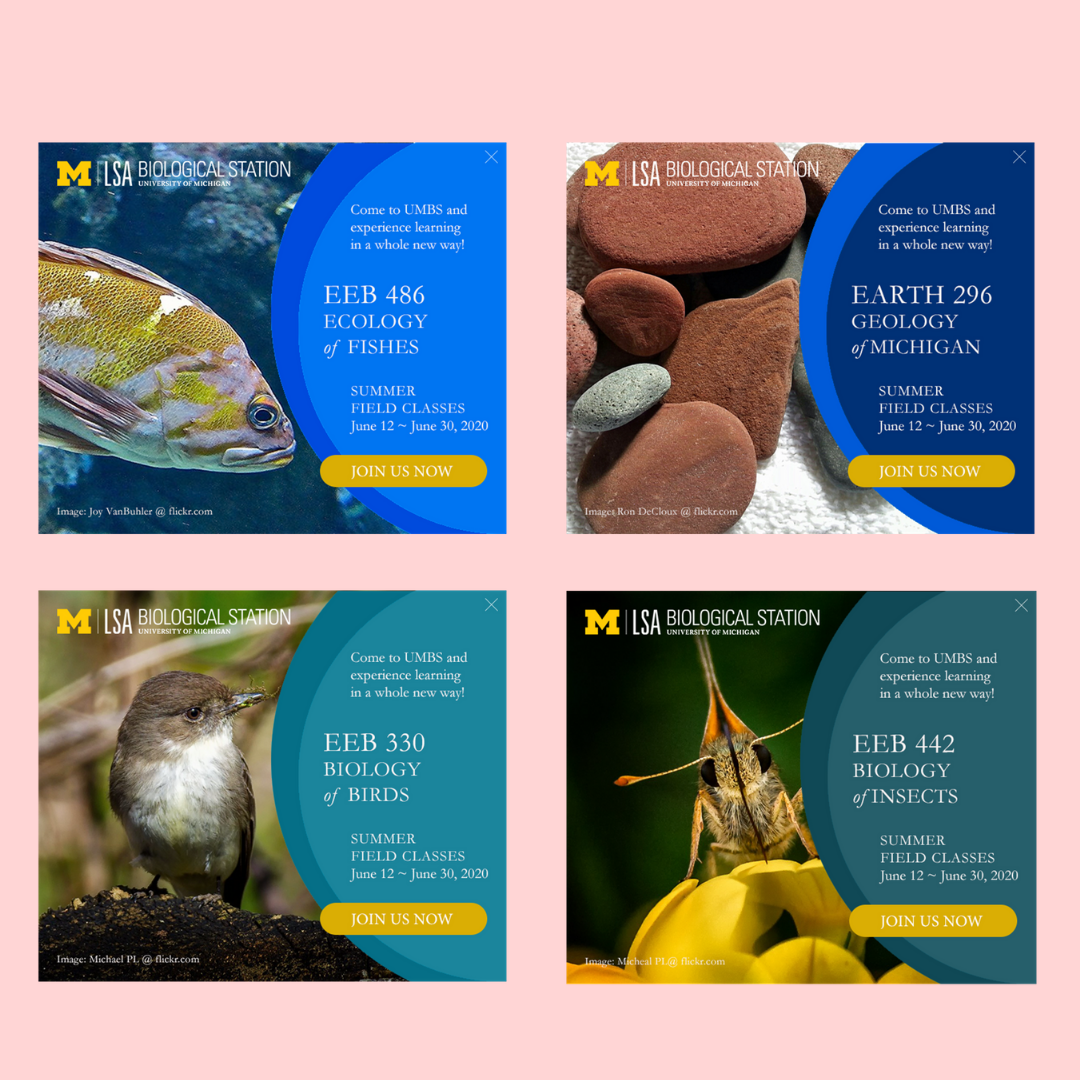 M | LSA BIOLOGICAL STATION
UNIVERSITY OF MICHIGAN
Come to UMBS and
experience learning
in a whole new way!
EEB 486
ECOLOGY
of FISHES
SUMMER
FIELD CLASSES
June 12 ~ June 30, 2020
JOIN US NOW
Image: Joy VanBuhler @ flickr.com
M | LSA BIOLOGICAL STATION
UNIVERSITY OF MICHIGAN
Come to UMBS and
experience learning
in a whole new way!
EARTH 296
GEOLOGY
of MICHIGAN
SUMMER
FIELD CLASSES
June 12 ~ June 30, 2020
JOIN US NOW
Image: Ron DeCloux @ flickr.com
M | LSA BIOLOGICAL STATION
UNIVERSITY OF MICHIGAN
Come to UMBS and
experience learning
in a whole new way!
EEB 330
BIOLOGY
of BIRDS
SUMMER
FIELD CLASSES
June 12 ~ June 30, 2020
JOIN US NOW
Image: Michael PL @ flickr.com
M | LSA BIOLOGICAL STATION
UNIVERSITY OF MICHIGAN
Come to UMBS and
experience learning
in a whole new way!
EEB 442
BIOLOGY
of INSECTS
SUMMER
FIELD CLASSES
June 12 ~ June 30, 2020
JOIN US NOW
Image: Micheal PL@ flickr.com